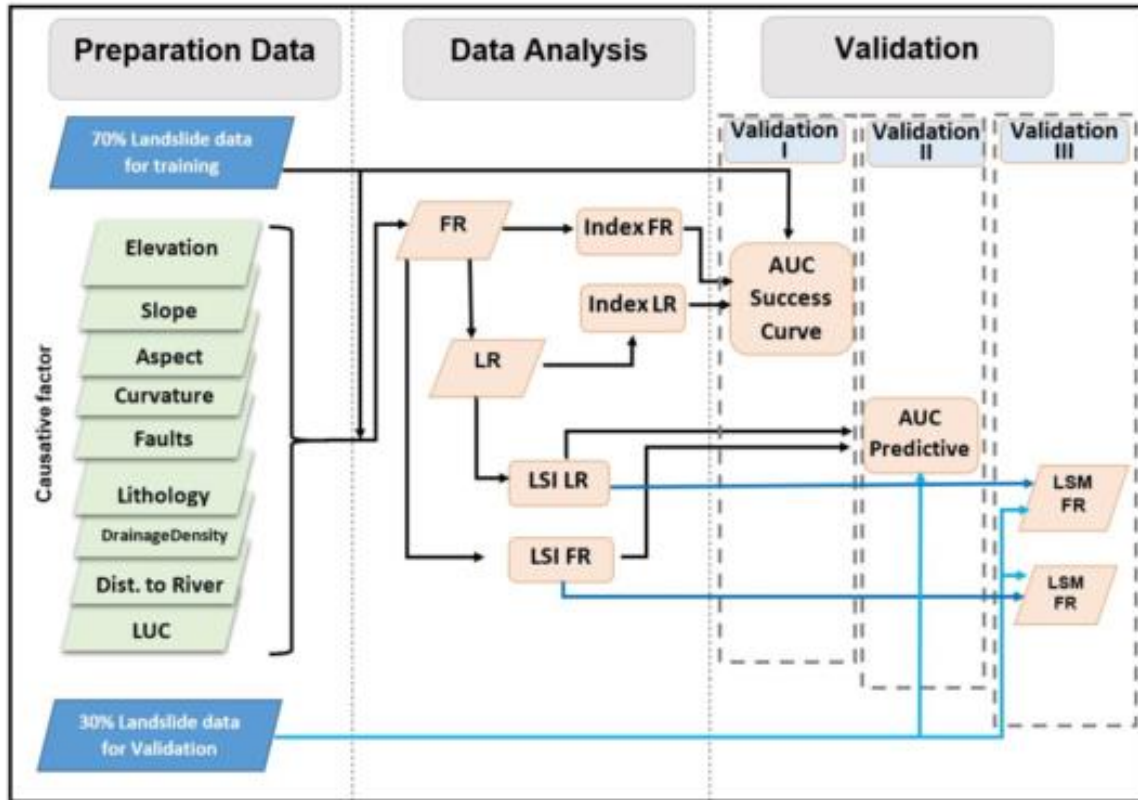 Preparation Data
Data Analysis
Validation
70% Landslide data
for training
Validation
I
Validation
II
Validation
III
Causative factor
Elevation
Slope
Aspect
Curvature
Faults
Lithology
DrainageDensity
Dist. to River
LUC
FR
Index FR
Index LR
LR
LSI LR
LSI FR
AUC
Success
Curve
AUC
Predictive
LSM
FR
LSM
FR
30% Landslide data
for Validation